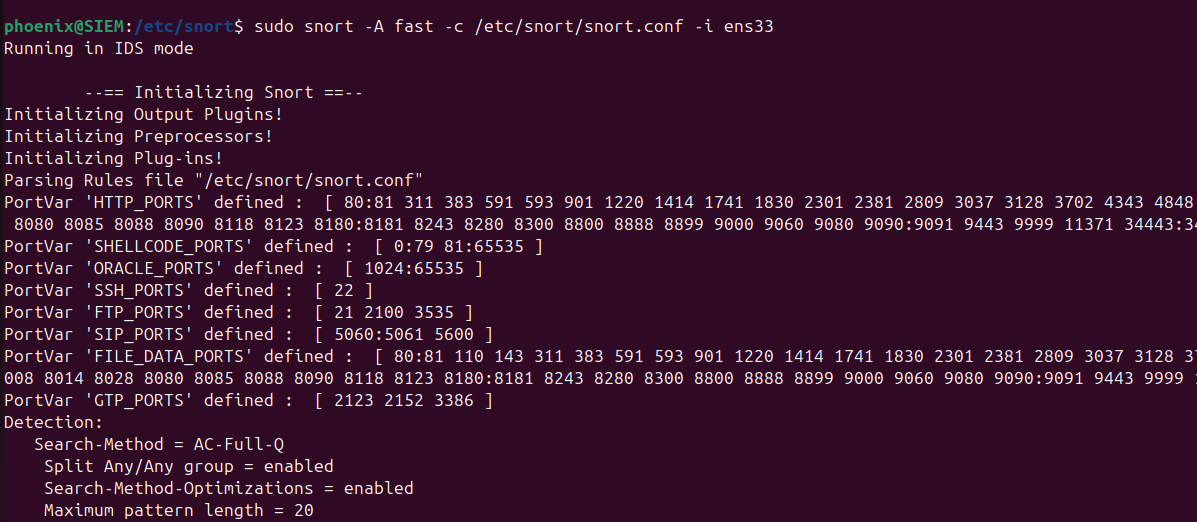 phoenix@SIEM:/etc/snort$ sudo snort -A fast -c /etc/snort/snort.conf -i ens33
Running in IDS mode
--== Initializing Snort ==--
Initializing Output Plugins!
Initializing Preprocessors!
Initializing Plug-ins!
Parsing Rules file "/etc/snort/snort.conf"
PortVar 'HTTP_PORTS' defined :  [ 80:81 311 383 591 593 901 1220 1414 1741 1830 2301 2381 2809 3037 3128 3702 4343 4848
8080 8085 8088 8090 8118 8123 8180:8181 8243 8280 8300 8800 8888 8899 9000 9060 9080 9090:9091 9443 9999 11371 34443:34
PortVar 'SHELLCODE_PORTS' defined :  [ 0:79 81:65535 ]
PortVar 'ORACLE_PORTS' defined :  [ 1024:65535 ]
PortVar 'SSH_PORTS' defined :  [ 22 ]
PortVar 'FTP_PORTS' defined :  [ 21 2100 3535 ]
PortVar 'SIP_PORTS' defined :  [ 5060:5061 5600 ]
PortVar 'FILE_DATA_PORTS' defined :  [ 80:81 110 143 311 383 591 593 901 1220 1414 1741 1830 2301 2381 2809 3037 3128
008 8014 8028 8080 8085 8088 8090 8118 8123 8180:8181 8243 8280 8300 8800 8888 8899 9000 9060 9080 9090:9091 9443 9999
PortVar 'GTP_PORTS' defined :  [ 2123 2152 3386 ]
Detection:
Search-Method = AC-Full-Q
Split Any/Any group = enabled
Search-Method-Optimizations = enabled
Maximum pattern length = 20